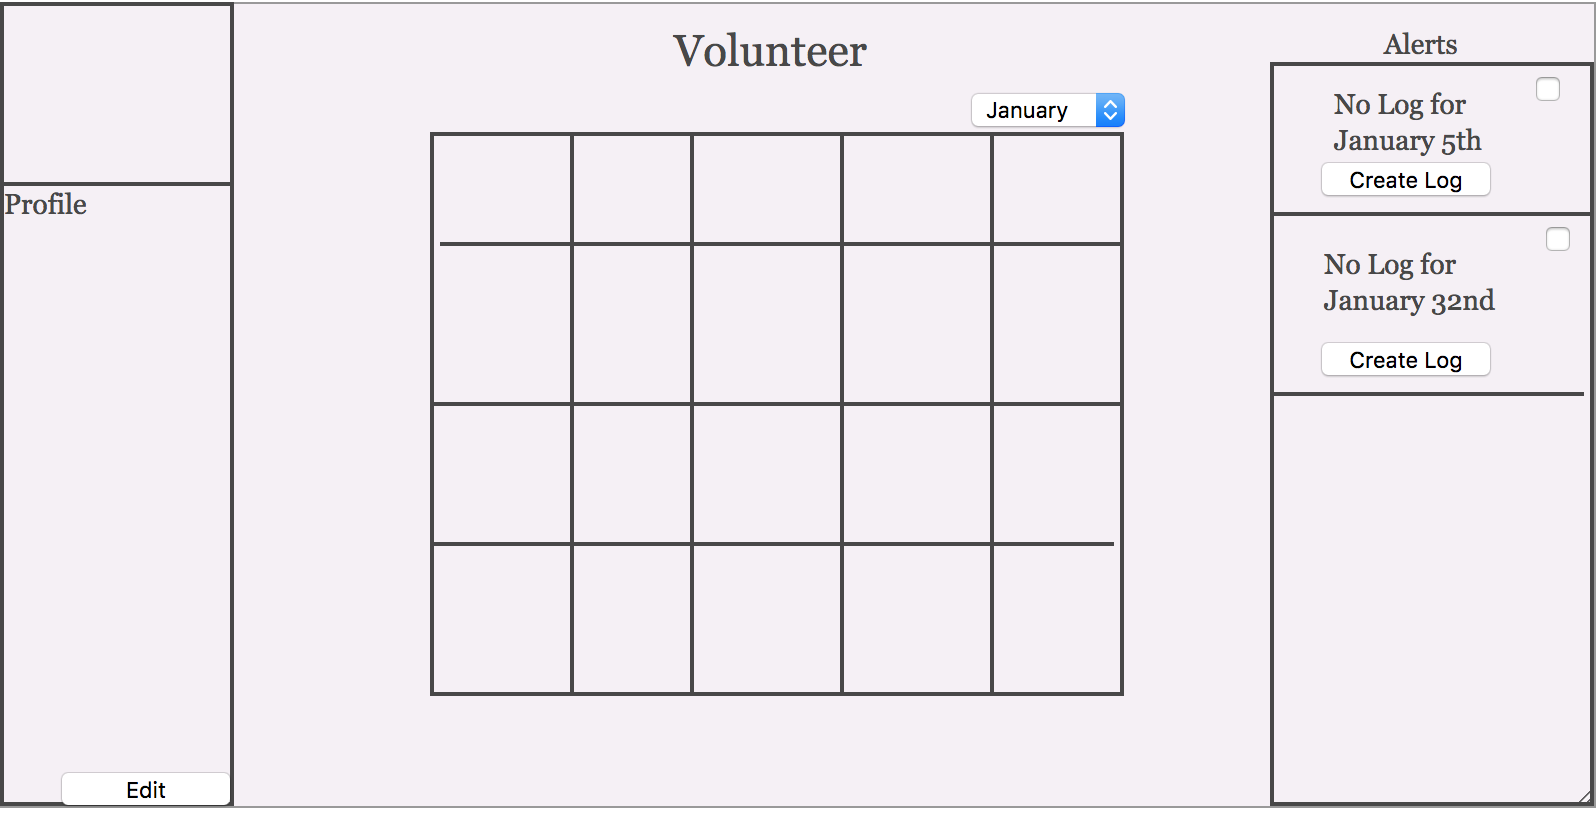 Volunteer
January
Profile
Edit
Alerts
No Log for
January 5th
Create Log
No Log for
January 32nd
Create Log